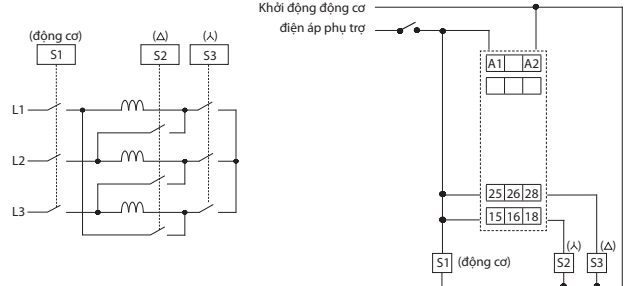 Khởi động động cơ
điện áp phụ trợ
(động cơ) (△) (⅄)
S1 S2 S3
L1
L2
L3
A1 A2
25 26 28
15 16 18
S1 (động cơ) S2 (⅄) S3 (△)